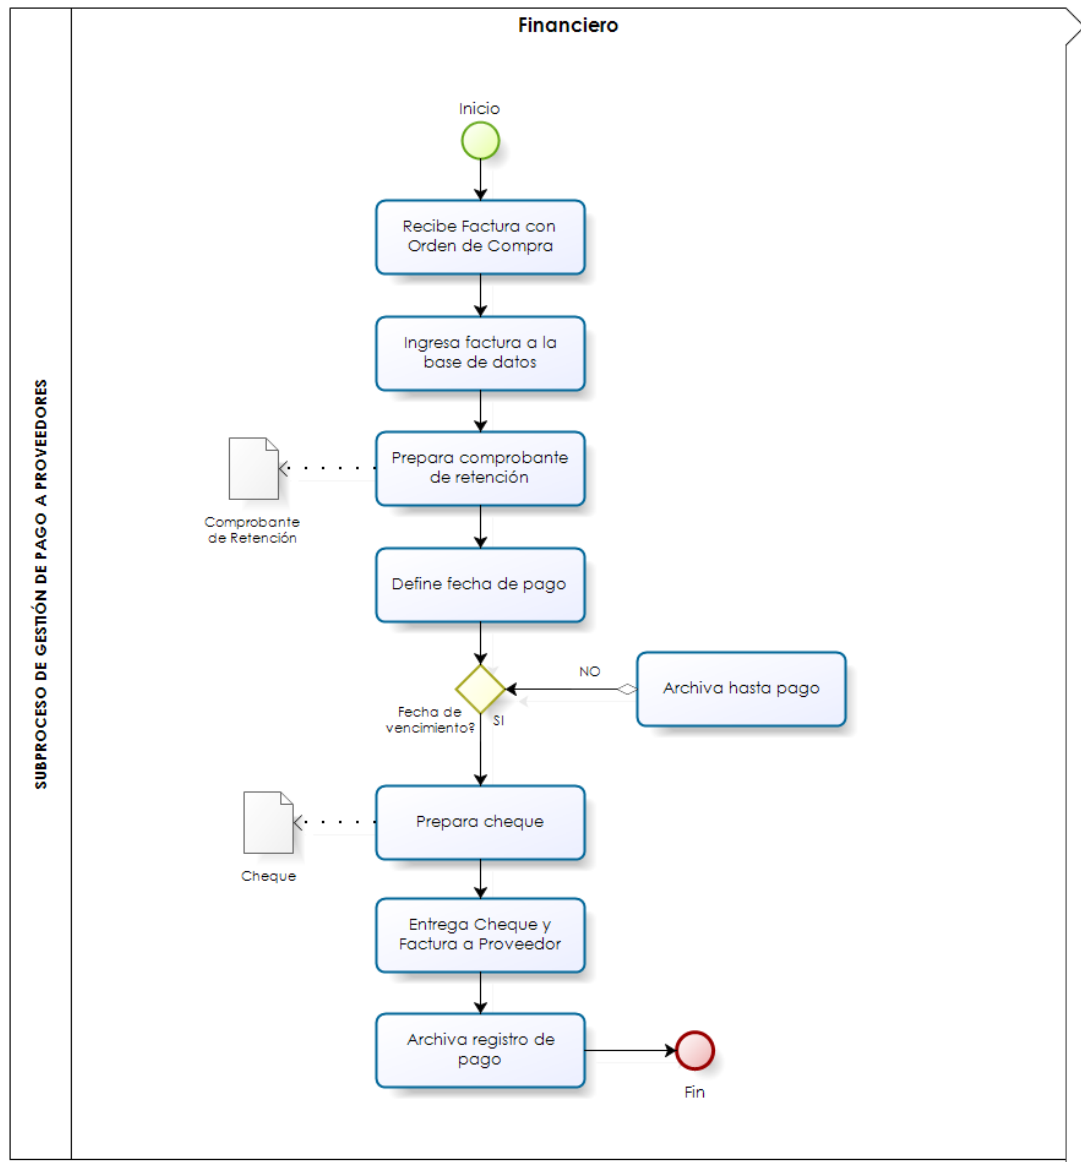 Financiero
SUBPROCESO DE GESTIÓN DE PAGO A PROVEEDORES
Inicio
Recibe Factura con
Orden de Compra
Ingresa factura a la
base de datos
Prepara comprobante
de retención
Comprobante
de Retención
Define fecha de pago
NO
Archiva hasta pago
Fecha de
vencimiento?
SI
Prepara cheque
Cheque
Entrega Cheque y
Factura a Proveedor
Archiva registro de
pago
Fin